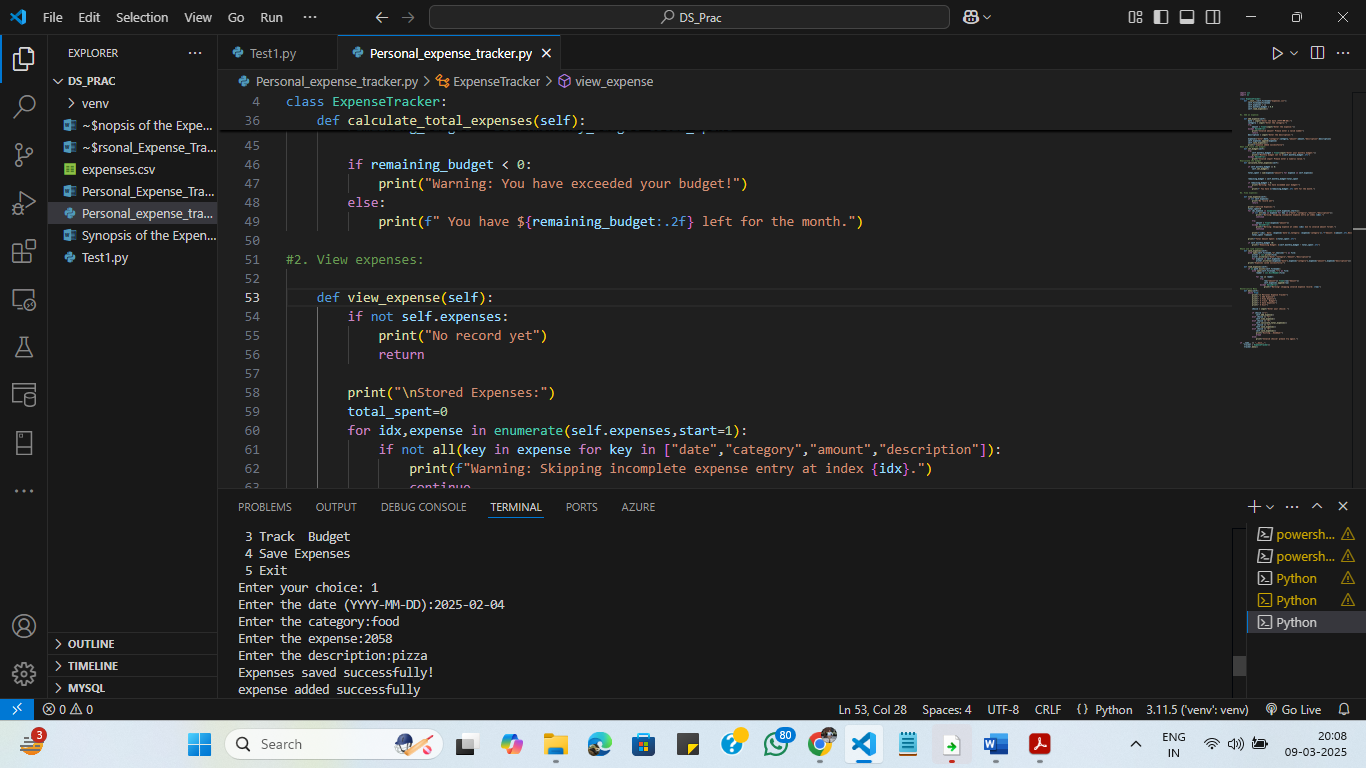 File Edit Selection View Go Run ··· DS_Prac
EXPLORER ···
DS_PRAC
venv
~$nopsis of the Expe...
~$rsonal_Expense_Tra...
expenses.csv
Personal_Expense_Tra...
Personal_expense_tra...
Synopsis of the Expen...
Test1.py
OUTLINE
TIMELINE
MYSQL
Test1.py Personal_expense_tracker.py
Personal_expense_tracker.py > ExpenseTracker > view_expense
4 class ExpenseTracker:
36 def calculate_total_expenses(self):
45
46 if remaining_budget < 0:
47 print("Warning: You have exceeded your budget!")
48 else:
49 print(f" You have ${remaining_budget:.2f} left for the month.")
50
51 #2. View expenses:
52
53 def view_expense(self):
54 if not self.expenses:
55 print("No record yet")
56 return
57
58 print("\nStored Expenses:")
59 total_spent=0
60 for idx,expense in enumerate(self.expenses,start=1):
61 if not all(key in expense for key in ["date","category","amount","description"]):
62 print(f"Warning: Skipping incomplete expense entry at index {idx}.")
63 continue
PROBLEMS OUTPUT DEBUG CONSOLE TERMINAL PORTS AZURE
3 Track  Budget
4 Save Expenses
5 Exit
Enter your choice: 1
Enter the date (YYYY-MM-DD):2025-02-04
Enter the category:food
Enter the expense:2058
Enter the description:pizza
Expenses saved successfully!
expense added successfully
powersh...
powersh...
Python
Python
Python
0 0 Ln 53, Col 28 Spaces: 4 UTF-8 CRLF {} Python 3.11.5 ('venv': venv) Go Live
3 Search 80 ENG 20:08
IN 09-03-2025